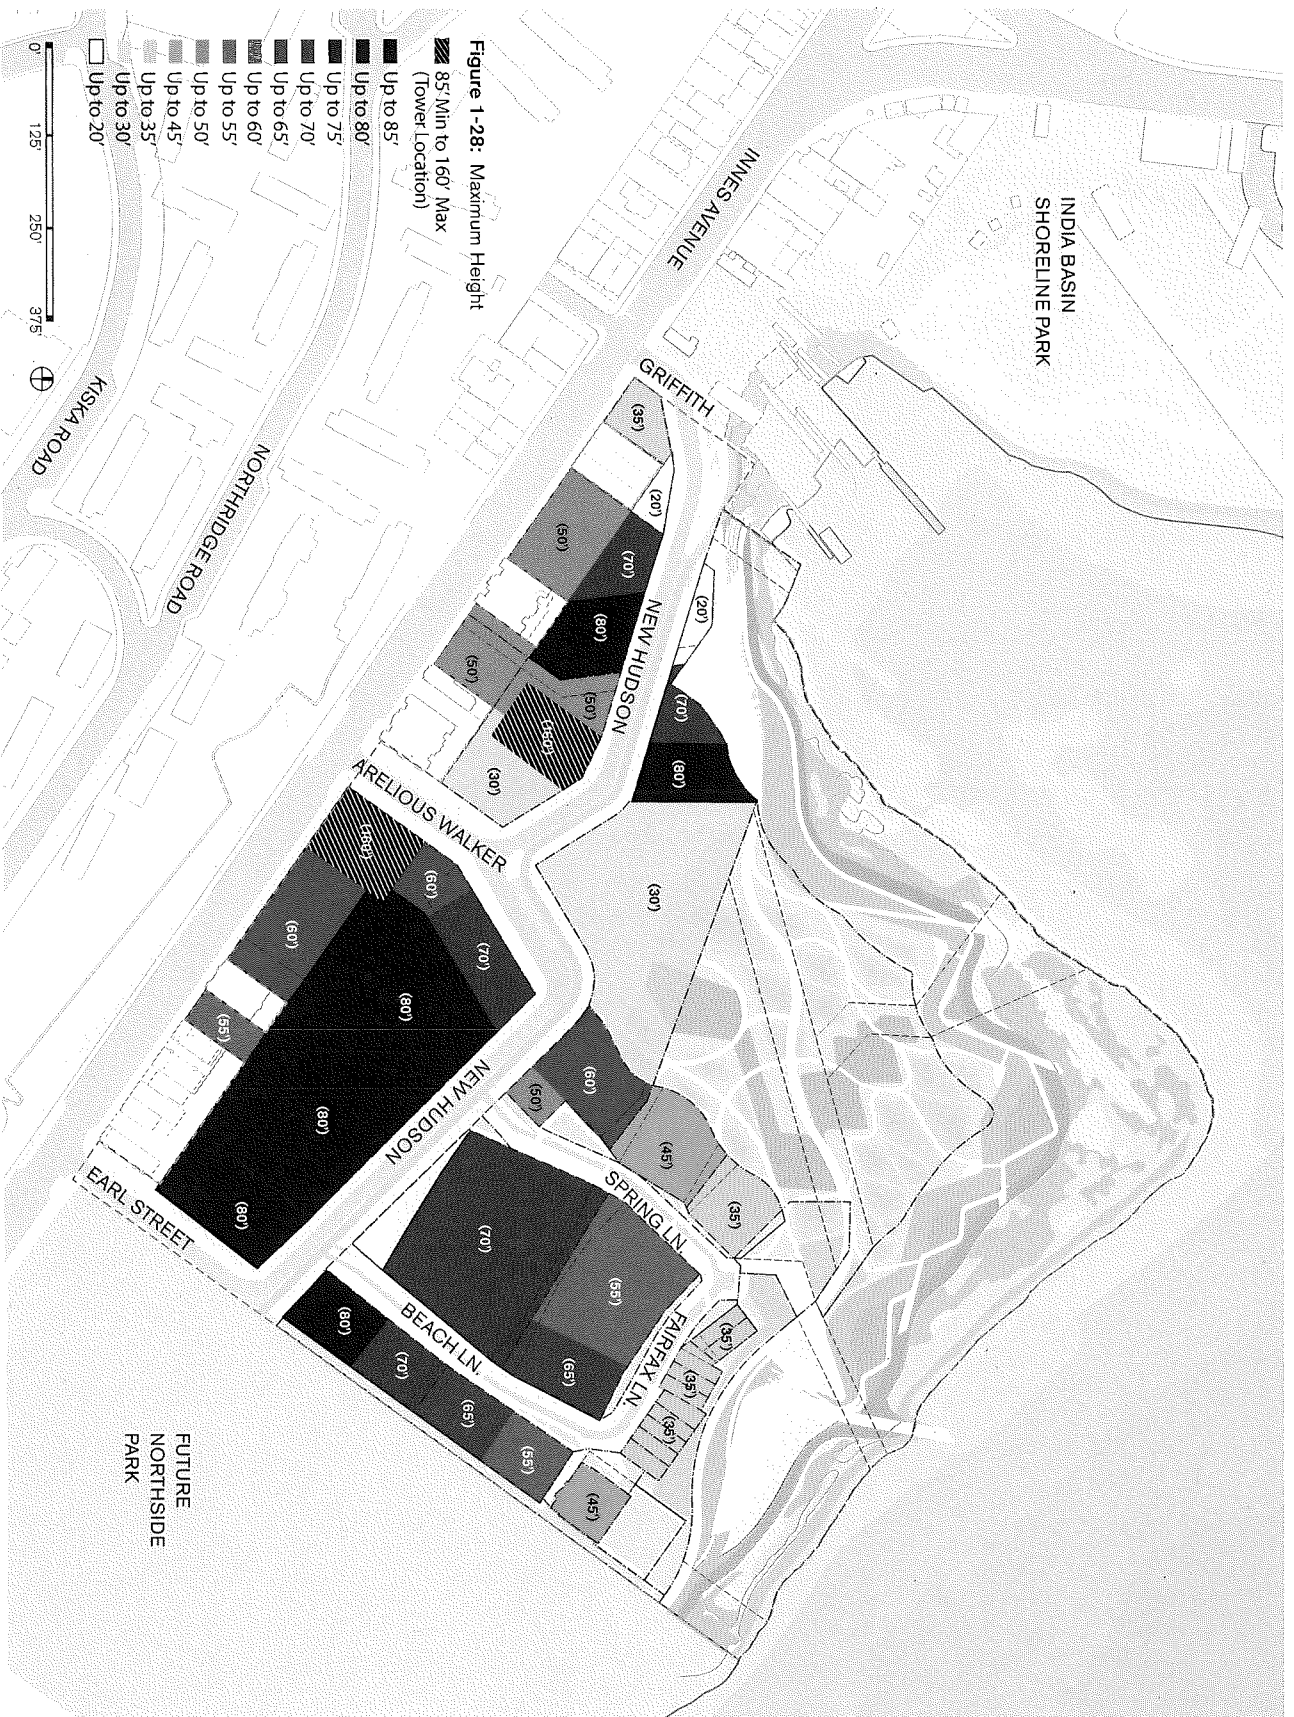 Figure 1-28: Maximum Height
85' Min to 160' Max
(Tower Location)
Up to 85'
Up to 80'
Up to 75'
Up to 70'
Up to 65'
Up to 60'
Up to 55'
Up to 50'
Up to 45'
Up to 35'
Up to 30'
Up to 20'
0'
125'
250'
375'
INDIA BASIN
SHORELINE PARK
INNES AVENUE
GRIFFITH
KISKA ROAD
NORTHRIDGE ROAD
(35')
(20')
(50')
(70')
(80')
(20')
NEW HUDSON
(50')
(50')
(160')
(30')
(70')
(80')
ARELIOUS WALKER
(30')
(160')
(60')
(60')
(70')
(80')
(55')
(80')
(80')
NEW HUDSON
EARL STREET
(60')
(50')
(45')
(35')
SPRING LN.
(70')
(55')
(65')
FAIRFAX LN.
(35')
(35')
(35')
BEACH LN.
(80')
(70')
(65')
(55')
(45')
FUTURE
NORTHSIDE
PARK